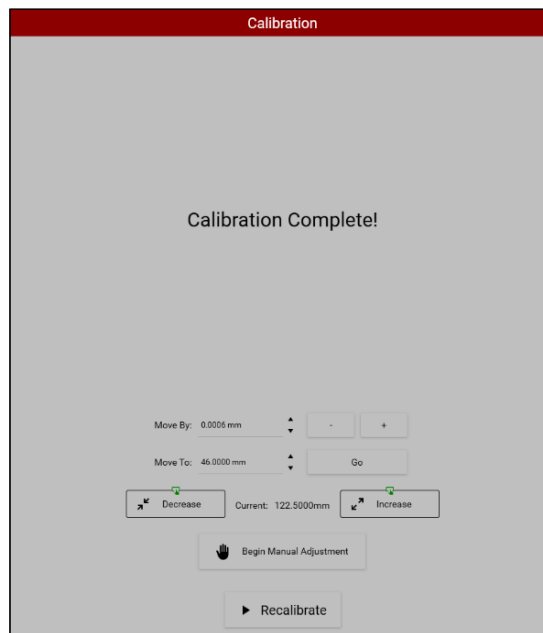 Calibration
Calibration Complete!
Move By: 0.0006 mm - +
Move To: 46.0000 mm Go
Decrease Current: 122.5000mm Increase
Begin Manual Adjustment
Recalibrate